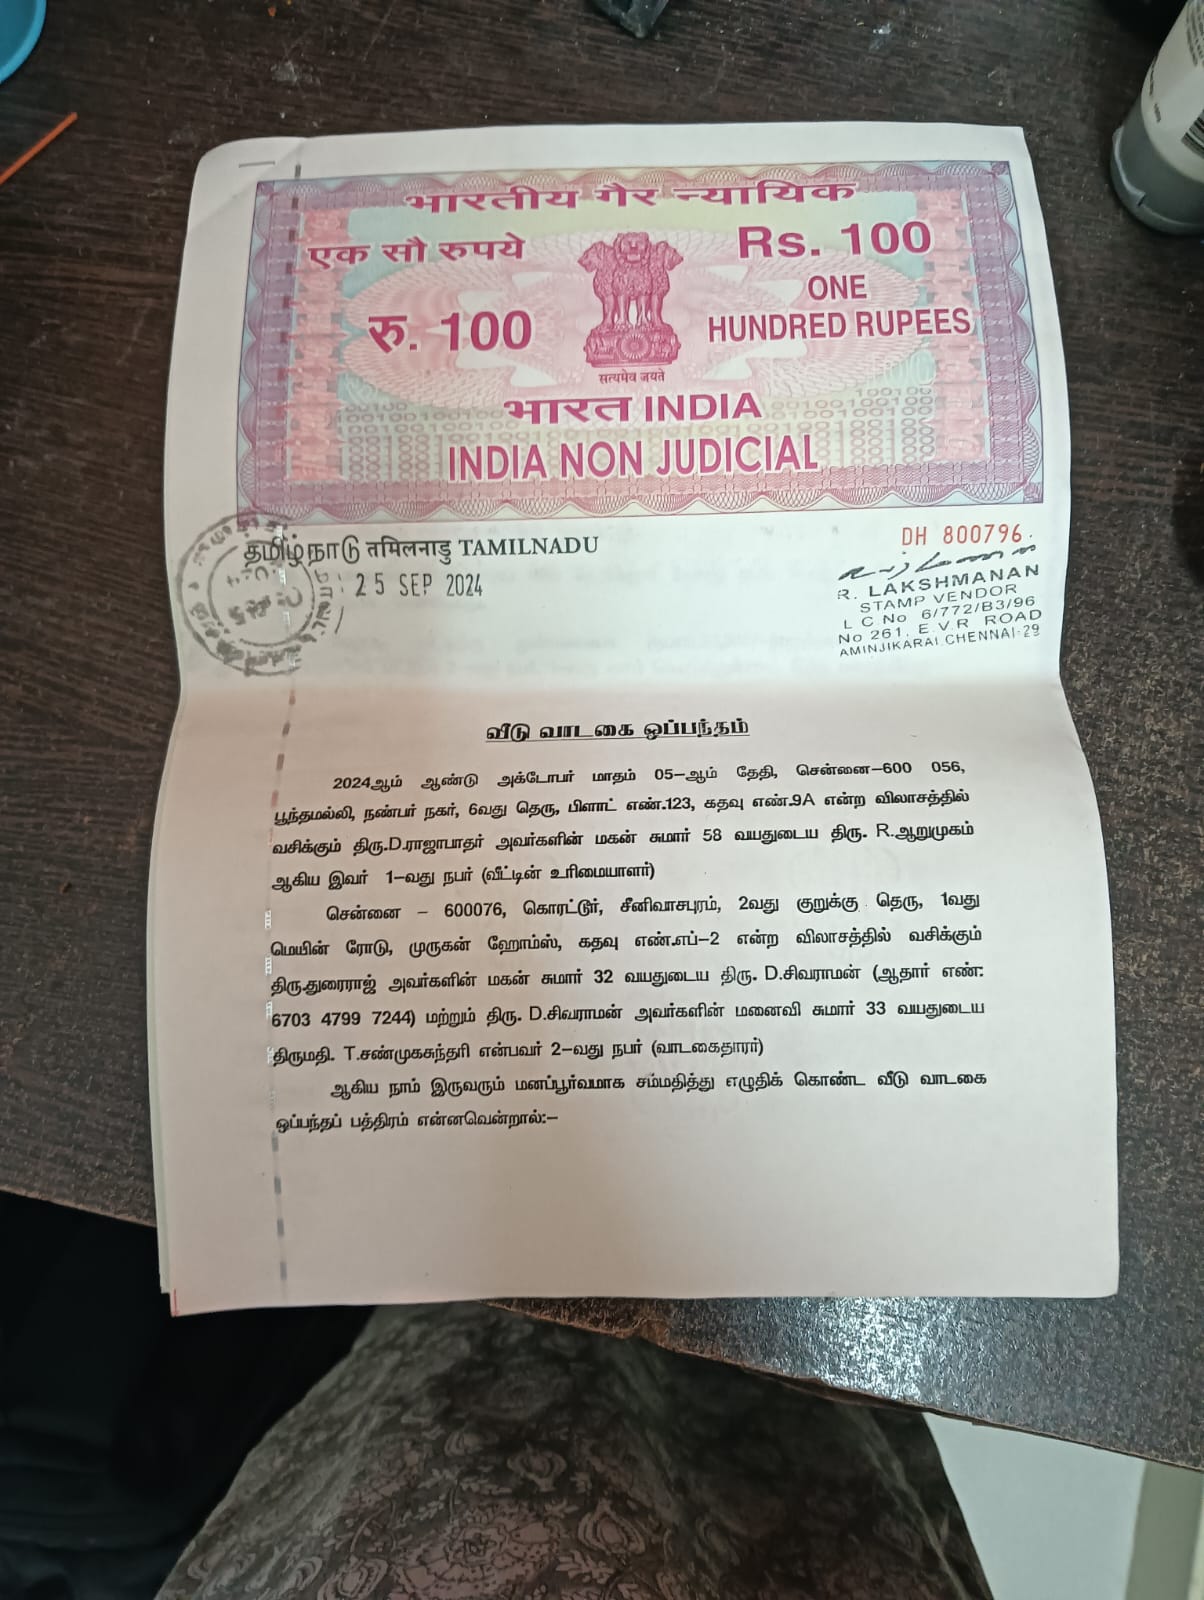 भारतीय गैर न्यायिक
एक सौ रुपये
Rs. 100
रु. 100
ONE
HUNDRED RUPEES
सत्यमेव जयते
भारत INDIA
INDIA NON JUDICIAL
தமிழ்நாடு तमिलनाडु TAMILNADU
DH 800796
25 SEP 2024
R. LAKSHMANAN
STAMP VENDOR
L C.No 6/772/B3/96
No 261. E.V.R ROAD
AMINJIKARAI.CHENNAI-29
வீடு வாடகை ஒப்பந்தம்
2024ஆம் ஆண்டு அக்டோபர் மாதம் 05-ஆம் தேதி, சென்னை-600 056,
பூந்தமல்லி, நண்பர் நகர், 6வது தெரு, பிளாட் எண்.123, கதவு எண்.9A என்ற விலாசத்தில்
வசிக்கும் திரு.D.ராஜாபாதர் அவர்களின் மகன் சுமார் 58 வயதுடைய திரு. R.ஆறுமுகம்
ஆகிய இவர் 1-வது நபர் (வீட்டின் உரிமையாளர்)
சென்னை - 600076, கொரட்டூர், சீனிவாசபுரம், 2வது குறுக்கு தெரு, 1வது
மெயின் ரோடு, முருகன் ஹோம்ஸ், கதவு எண்.எப்-2 என்ற விலாசத்தில் வசிக்கும்
திரு.துரைராஜ் அவர்களின் மகன் சுமார் 32 வயதுடைய திரு. D.சிவராமன் (ஆதார் எண்:
6703 4799 7244) மற்றும் திரு. D.சிவராமன் அவர்களின் மனைவி சுமார் 33 வயதுடைய
திருமதி. T.சண்முகசுந்தரி என்பவர் 2-வது நபர் (வாடகைதாரர்)
ஆகிய நாம் இருவரும் மனப்பூர்வமாக சம்மதித்து எழுதிக் கொண்ட வீடு வாடகை
ஒப்பந்தப் பத்திரம் என்னவென்றால்:-